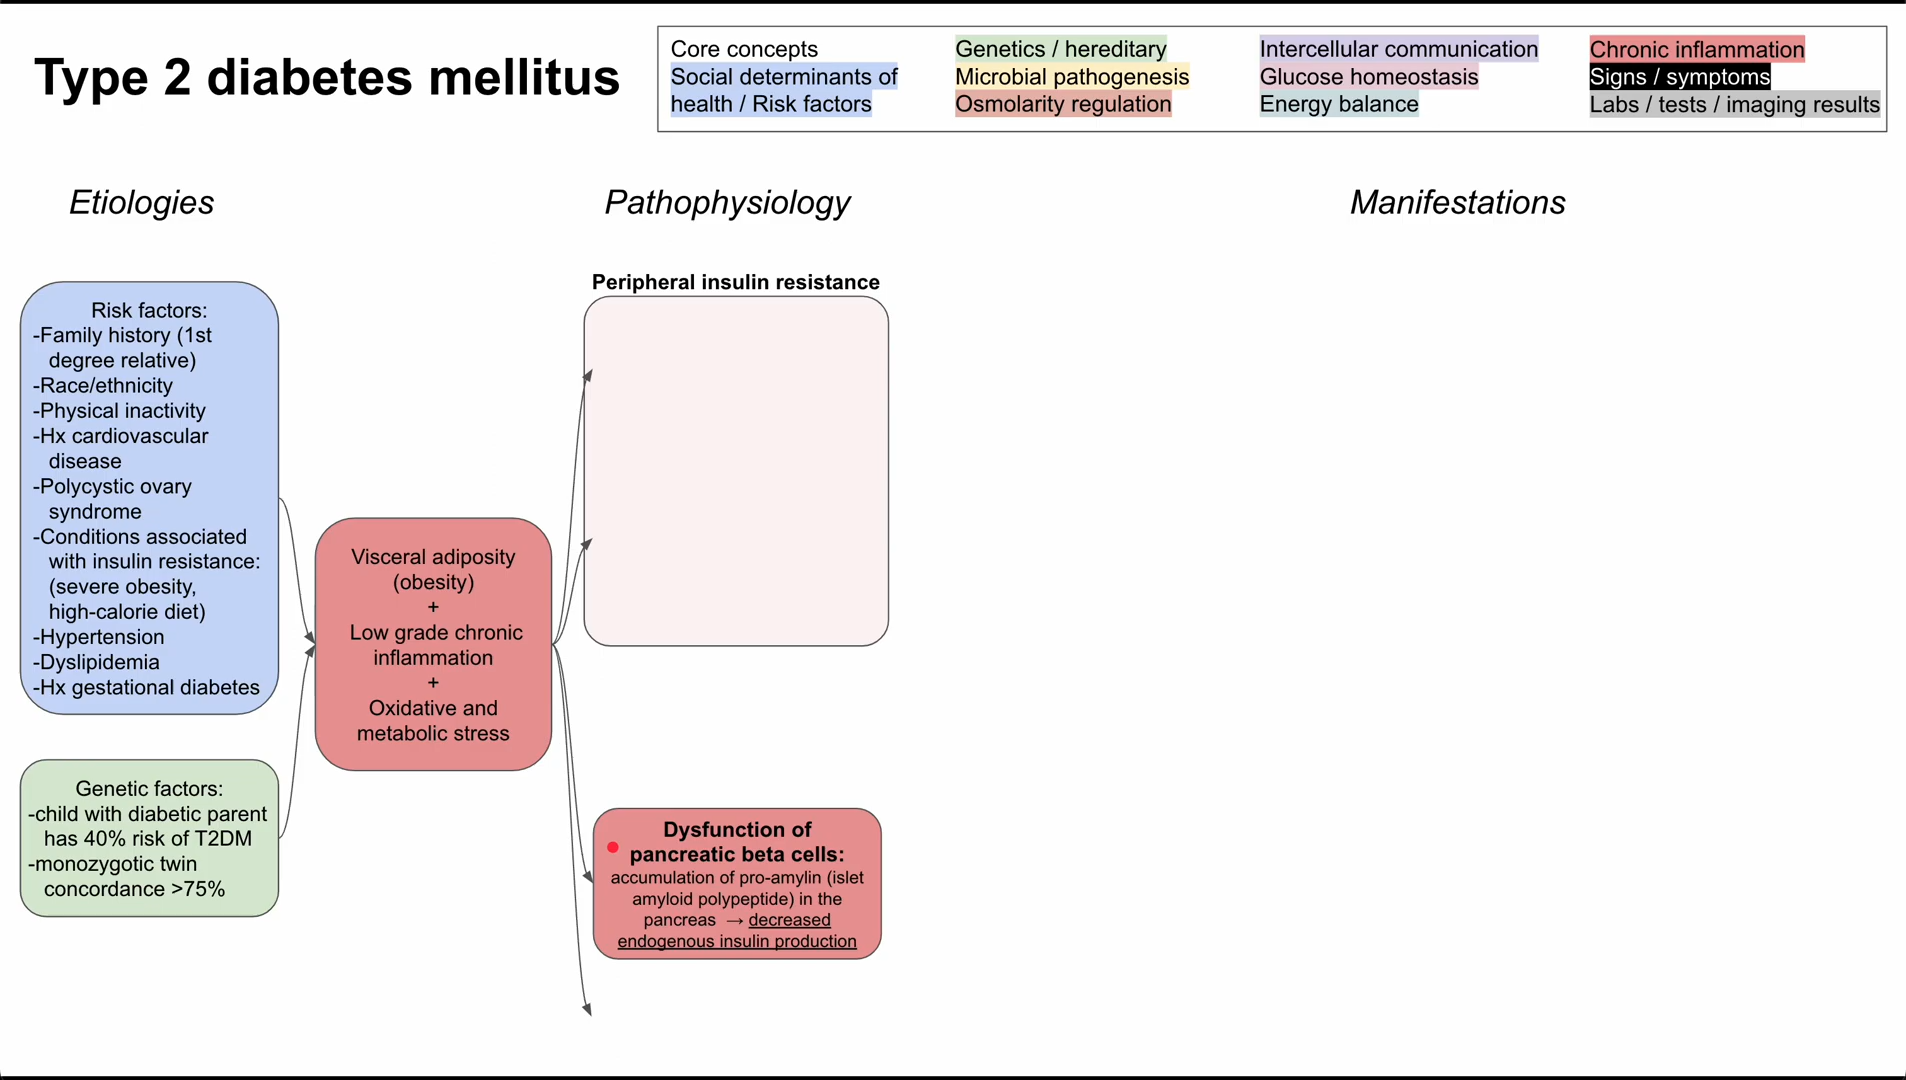 Type 2 diabetes mellitus
Core concepts
Social determinants of
health / Risk factors
Genetics / hereditary
Microbial pathogenesis
Osmolarity regulation
Intercellular communication
Glucose homeostasis
Energy balance
Chronic inflammation
Signs / symptoms
Labs / tests / imaging results
Etiologies
Pathophysiology
Manifestations
Risk factors:
-Family history (1st
degree relative)
-Race/ethnicity
-Physical inactivity
-Hx cardiovascular
disease
-Polycystic ovary
syndrome
-Conditions associated
with insulin resistance:
(severe obesity,
high-calorie diet)
-Hypertension
-Dyslipidemia
-Hx gestational diabetes
Genetic factors:
-child with diabetic parent
has 40% risk of T2DM
-monozygotic twin
concordance >75%
Visceral adiposity
(obesity)
+
Low grade chronic
inflammation
+
Oxidative and
metabolic stress
Peripheral insulin resistance
Dysfunction of
pancreatic beta cells:
accumulation of pro-amylin (islet
amyloid polypeptide) in the
pancreas → decreased
endogenous insulin production